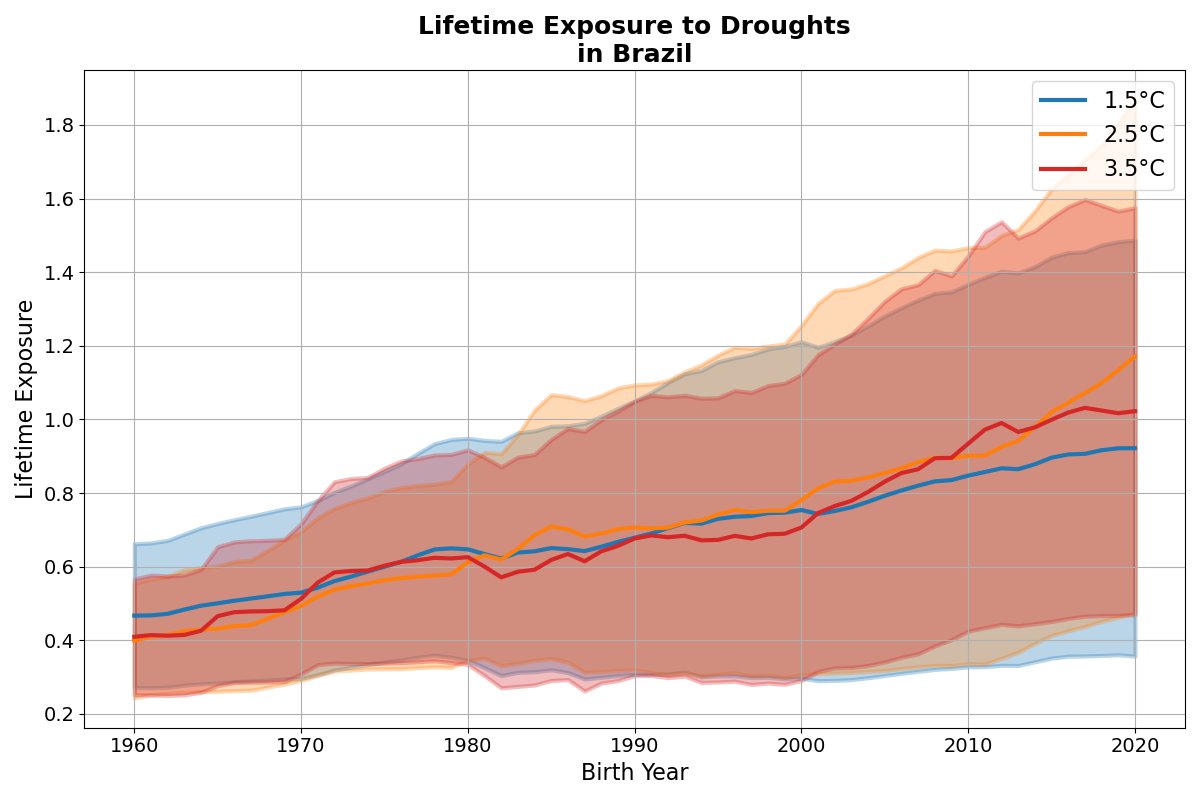 Lifetime Exposure to Droughts
in Brazil
1.5°C
2.5°C
3.5°C
Lifetime Exposure
1.8
1.6
1.4
1.2
1.0
0.8
0.6
0.4
0.2
1960 1970 1980 1990 2000 2010 2020
Birth Year